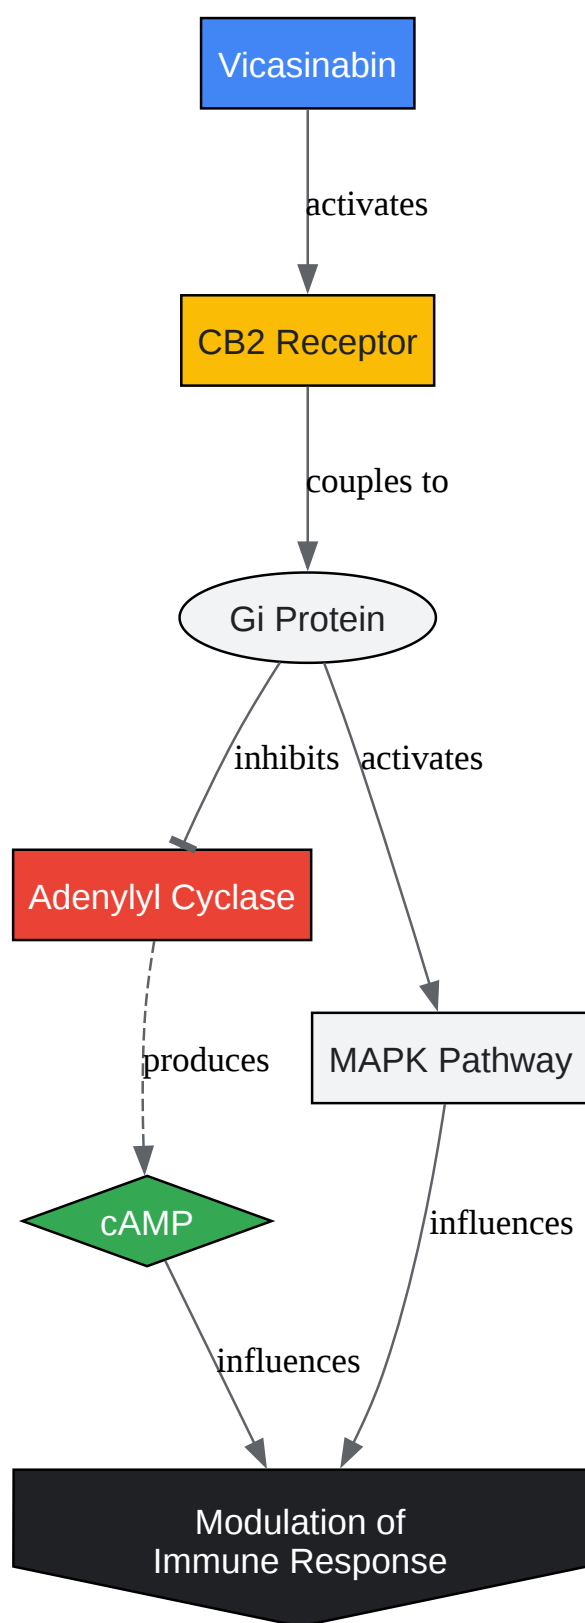 Vicasinabin
activates
CB2 Receptor
couples to
Gi Protein
inhibits
activates
Adenylyl Cyclase
produces
MAPK Pathway
cAMP
influences
influences
Modulation of
Immune Response